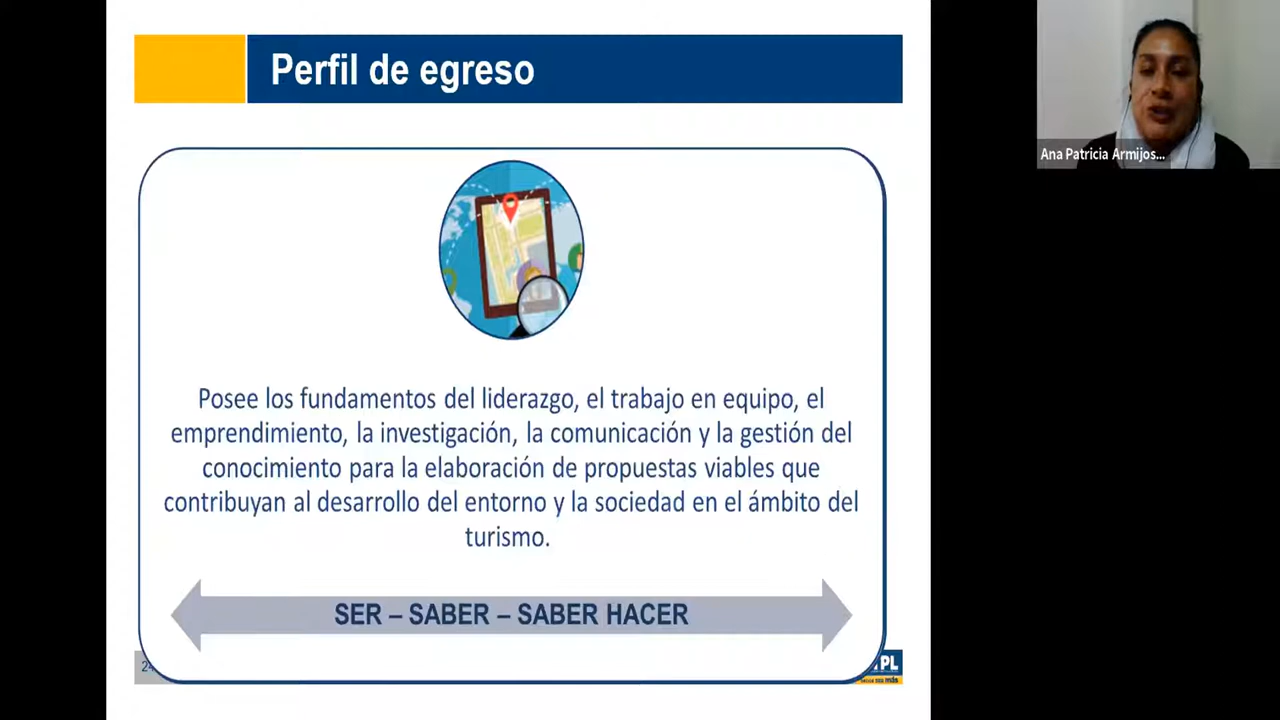 Perfil de egreso
Ana Patricia Armijos...
Posee los fundamentos del liderazgo, el trabajo en equipo, el
emprendimiento, la investigación, la comunicación y la gestión del
conocimiento para la elaboración de propuestas viables que
contribuyan al desarrollo del entorno y la sociedad en el ámbito del
turismo.
SER – SABER – SABER HACER
PL
más